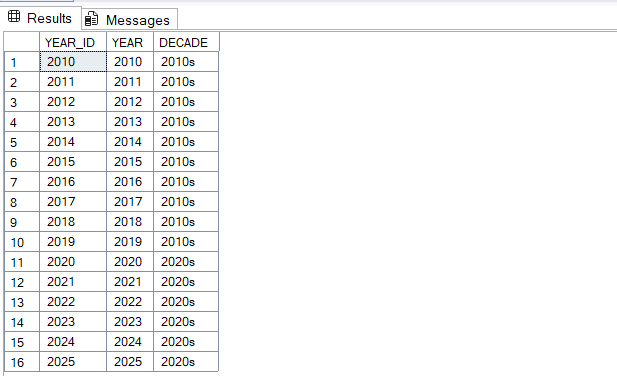 Results Messages
YEAR_ID YEAR DECADE
1 2010 2010 2010s
2 2011 2011 2010s
3 2012 2012 2010s
4 2013 2013 2010s
5 2014 2014 2010s
6 2015 2015 2010s
7 2016 2016 2010s
8 2017 2017 2010s
9 2018 2018 2010s
10 2019 2019 2010s
11 2020 2020 2020s
12 2021 2021 2020s
13 2022 2022 2020s
14 2023 2023 2020s
15 2024 2024 2020s
16 2025 2025 2020s